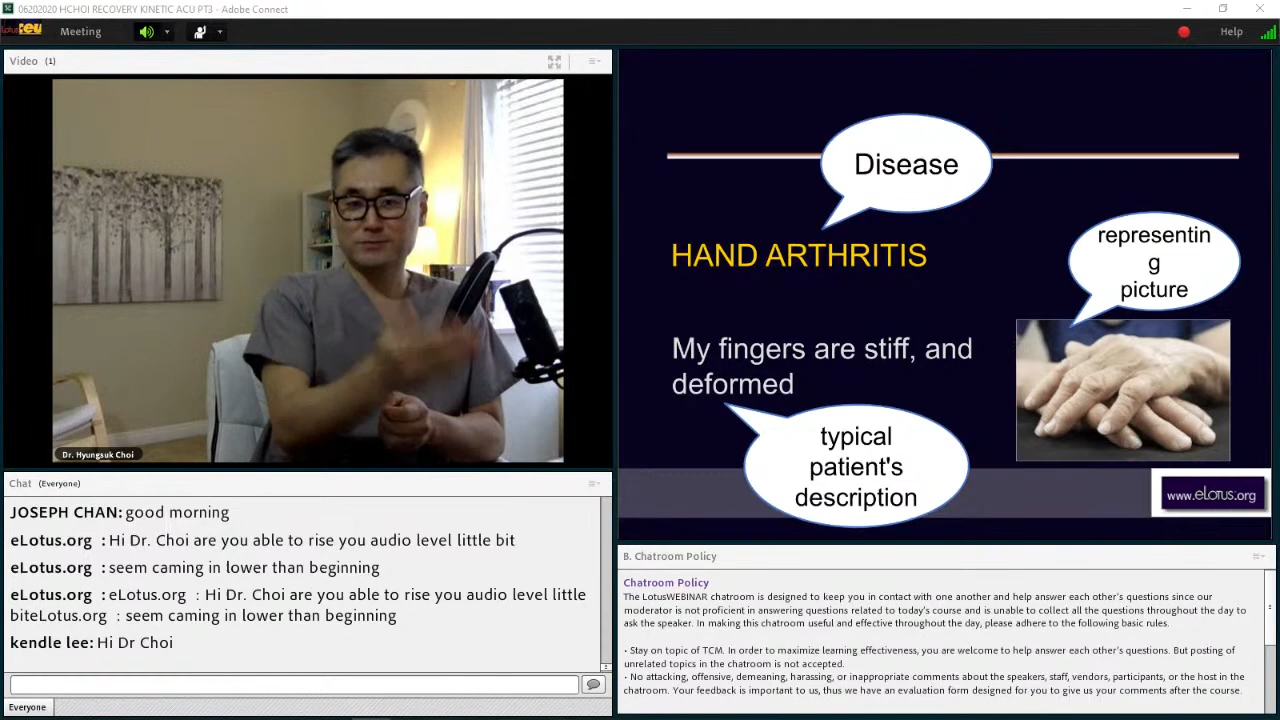 06202020 HCHOI RECOVERY KINETIC ACU PT3 - Adobe Connect
Meeting
Help
Video (1)
Dr. Hyungsuk Choi
Disease
HAND ARTHRITIS
representin
g
picture
My fingers are stiff, and
deformed
typical
patient's
description
www.eLotus.org
Chat (Everyone)
JOSEPH CHAN: good morning
eLotus.org : Hi Dr. Choi are you able to rise you audio level little bit
eLotus.org : seem caming in lower than beginning
eLotus.org : eLotus.org : Hi Dr. Choi are you able to rise you audio level little
biteLotus.org : seem caming in lower than beginning
kendle lee: Hi Dr Choi
Everyone
B. Chatroom Policy
Chatroom Policy
The LotusWEBINAR chatroom is designed to keep you in contact with one another and help answer each other's questions since our
moderator is not proficient in answering questions related to today's course and is unable to collect all the questions throughout the day to
ask the speaker. In making this chatroom useful and effective throughout the day, please adhere to the following basic rules.
• Stay on topic of TCM. In order to maximize learning effectiveness, you are welcome to help answer each other's questions. But posting of
unrelated topics in the chatroom is not accepted.
• No attacking, offensive, demeaning, harassing, or inappropriate comments about the speakers, staff, vendors, participants, or the host in the
chatroom. Your feedback is important to us, thus we have an evaluation form designed for you to give us your comments after the course.